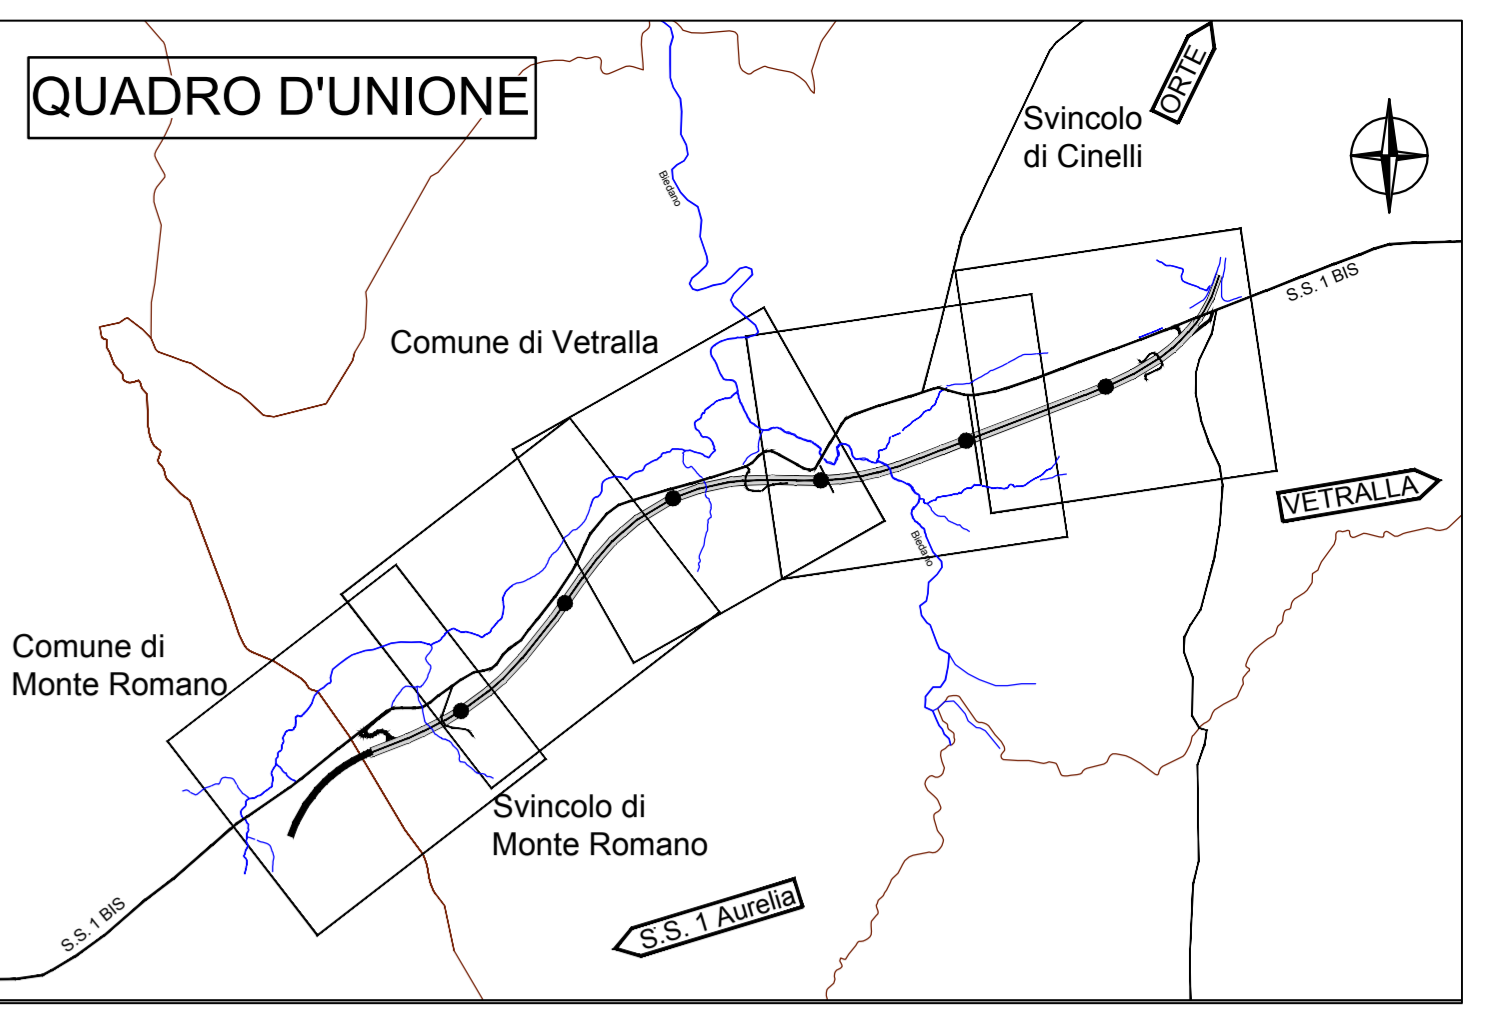 QUADRO D'UNIONE
ORTE
Svincolo
di Cinelli
Biedano
S.S. 1 BIS
Comune di Vetralla
VETRALLA
Biedano
Comune di
Monte Romano
Svincolo di
Monte Romano
S.S. 1 Aurelia
S.S. 1 BIS